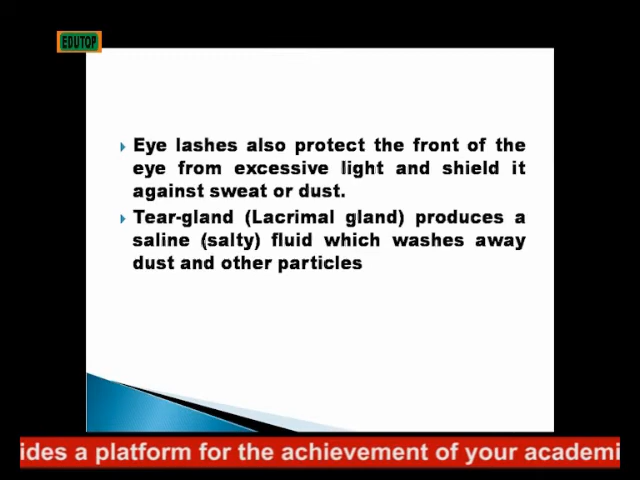 EDUTOP
Eye lashes also protect the front of the
eye from excessive light and shield it
against sweat or dust.
Tear-gland (Lacrimal gland) produces a
saline (salty) fluid which washes away
dust and other particles
ides a platform for the achievement of your academi